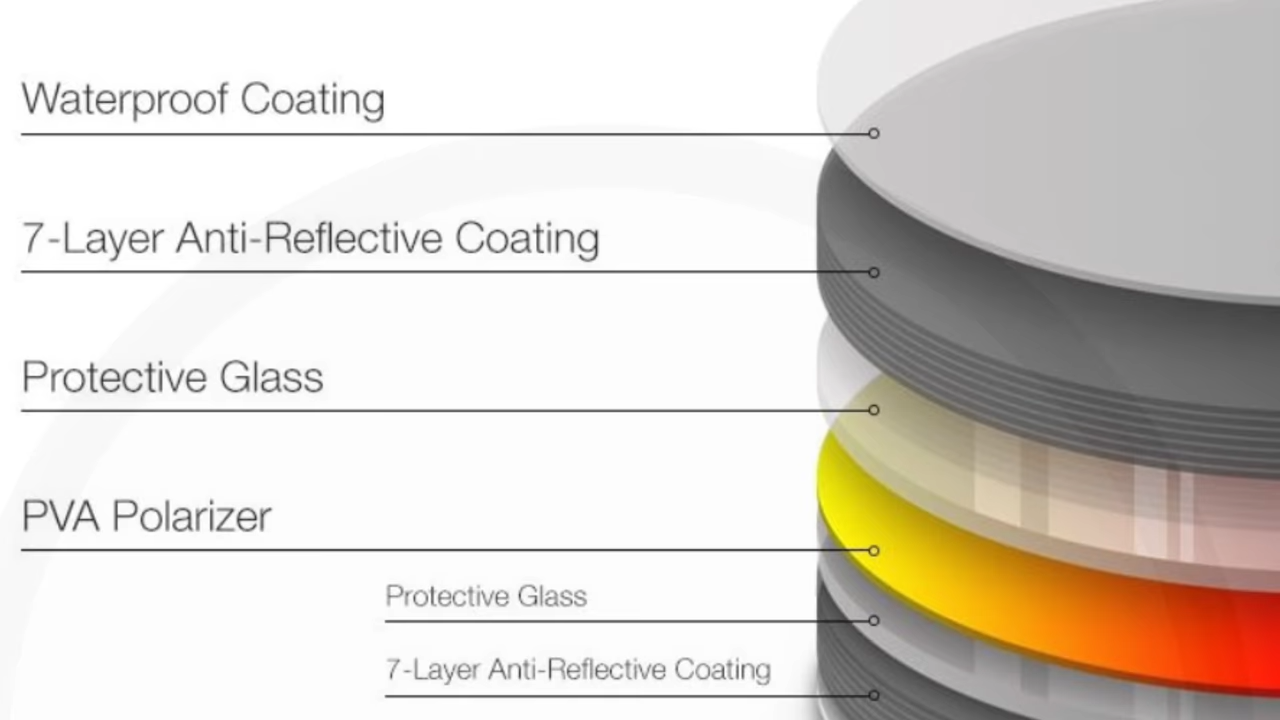 Waterproof Coating
7-Layer Anti-Reflective Coating
Protective Glass
PVA Polarizer
Protective Glass
7-Layer Anti-Reflective Coating